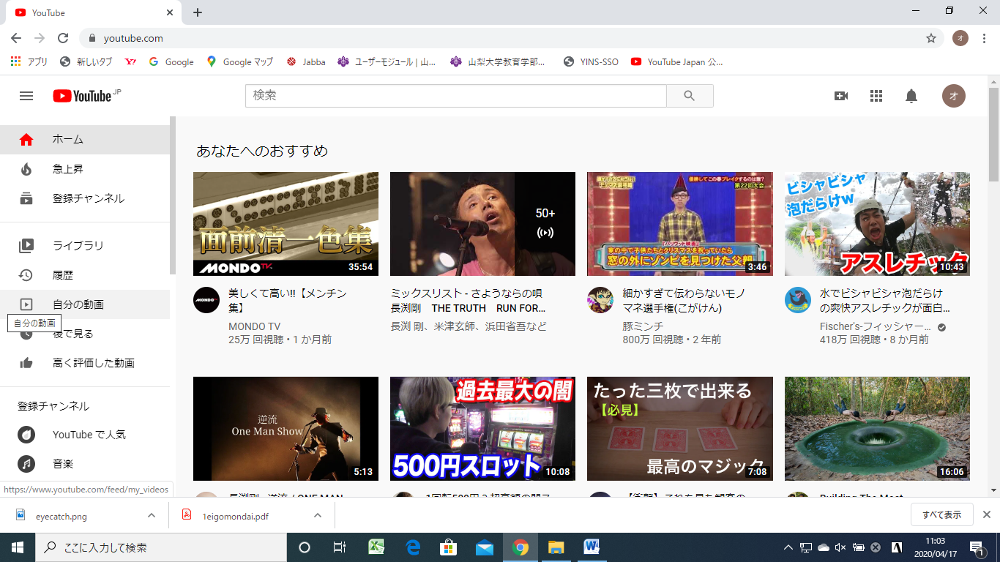 YouTube
youtube.com
オ
アプリ
新しいタブ
Y!
Google
Google マップ
Jabba
ユーザーモジュール | 山...
山梨大学教育学部...
YINS-SSO
YouTube Japan 公...
YouTube JP
検索
オ
ホーム
急上昇
登録チャンネル
ライブラリ
履歴
自分の動画
自分の動画
後で見る
高く評価した動画
登録チャンネル
YouTube で人気
音楽
https://www.youtube.com/feed/my_videos
あなたへのおすすめ
面前清一色集
MONDO TV
35:54
美しくて高い!!【メンチン
集】
MONDO TV
25万 回視聴 • 1 か月前
50+
ミックスリスト - さようならの唄
長渕剛 THE TRUTH RUN FOR...
長渕 剛、米津玄師、浜田省吾など
優勝してこの春ブレイクするのは誰?
第22回大会
『ハリウッド映画』
家の中で子供たちとクリスマスを祝っていたら
窓の外にゾンビを見つけた父親
3:46
細かすぎて伝わらないモノ
マネ選手権(こがけん)
豚ミンチ
800万 回視聴 • 2 年前
ビシャビシャ
泡だらけw
アスレチック
10:43
水でビシャビシャ泡だらけ
の爽快アスレチックが面白...
Fischer's-フィッシャー...
418万 回視聴 • 8 か月前
逆流
One Man Show
5:13
長渕剛 - 逆流 / ONE MAN
過去最大の闇
500円スロット
10:08
1回転500円？超高額の闇ス
たった三枚で出来る
【必見】
最高のマジック
7:08
【衝撃】これを見た観客の
16:06
Building The Most
eyecatch.png
1eigomondai.pdf
すべて表示
ここに入力して検索
A
11:03
2020/04/17
1